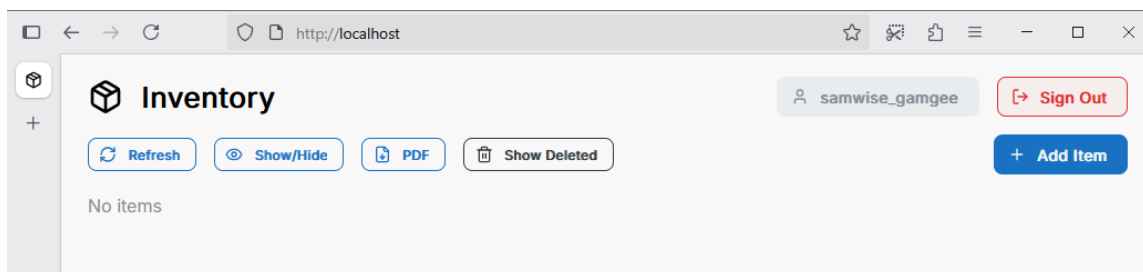 http://localhost
Inventory
samwise_gamgee
Sign Out
Refresh
Show/Hide
PDF
Show Deleted
+ Add Item
No items